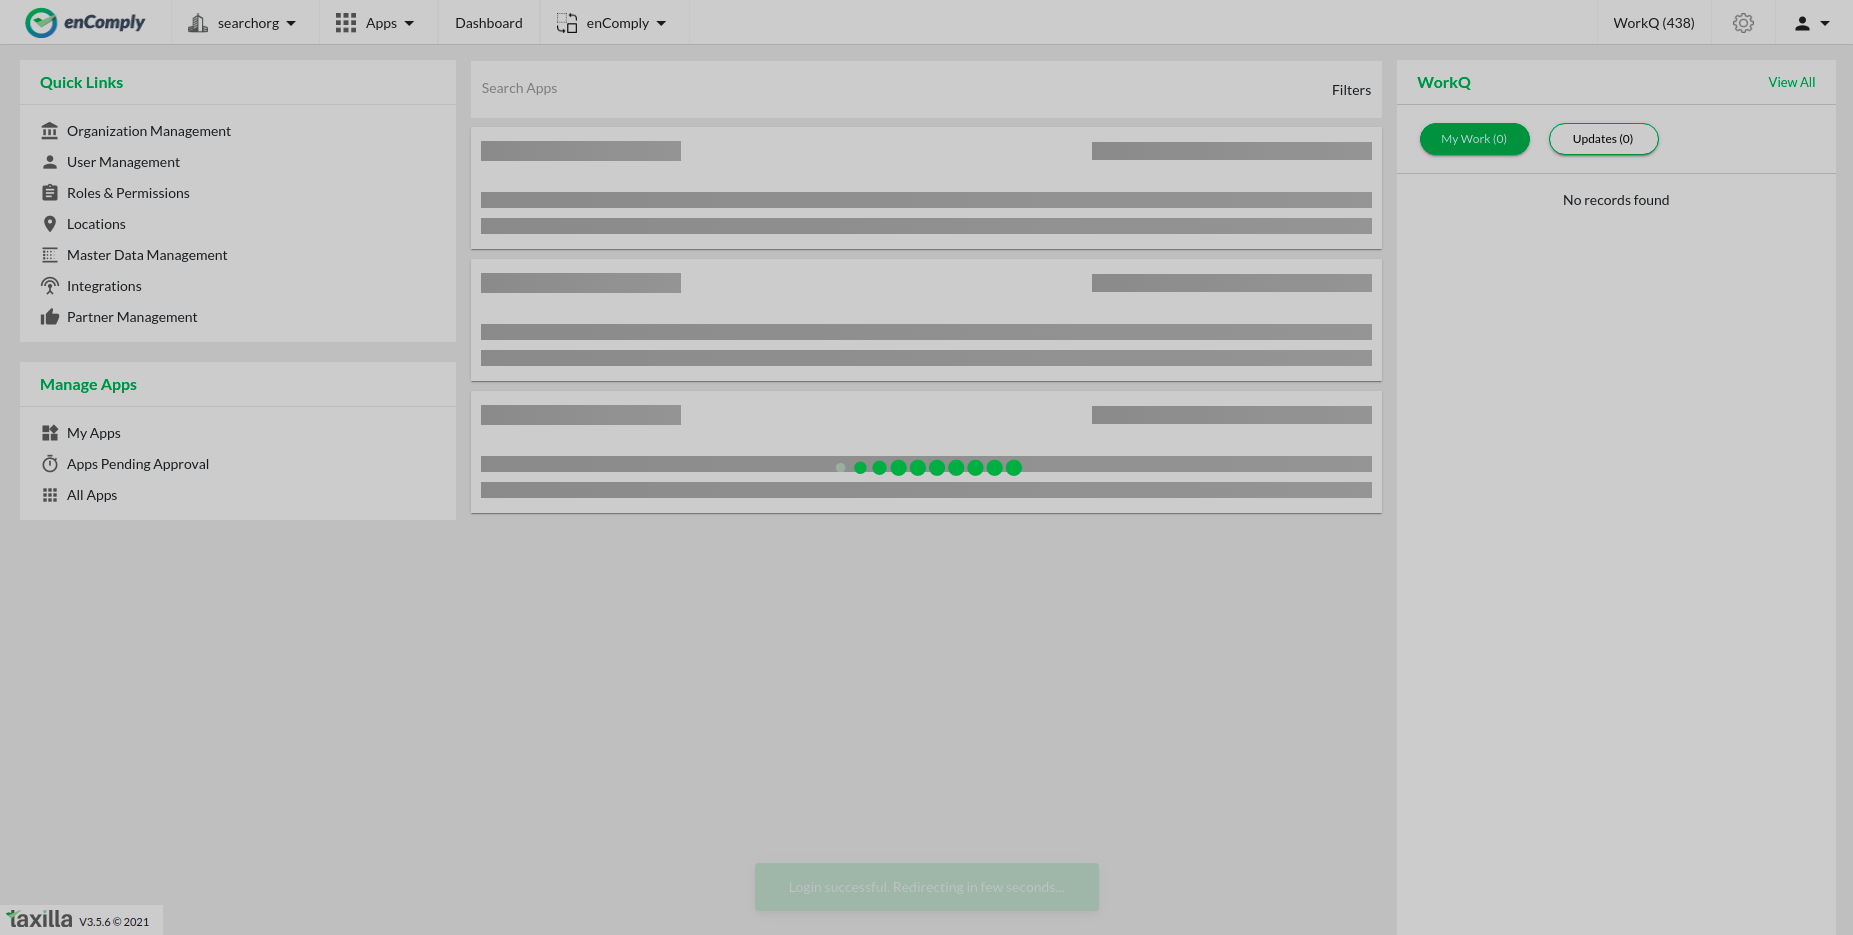 enComply
searchorg
Apps
Dashboard
enComply
WorkQ (438)
Quick Links
Organization Management
User Management
Roles & Permissions
Locations
Master Data Management
Integrations
Partner Management
Manage Apps
My Apps
Apps Pending Approval
All Apps
Search Apps
Filters
WorkQ
View All
My Work (0)
Updates (0)
No records found
Login successful. Redirecting in few seconds...
taxilla V3.5.6 © 2021